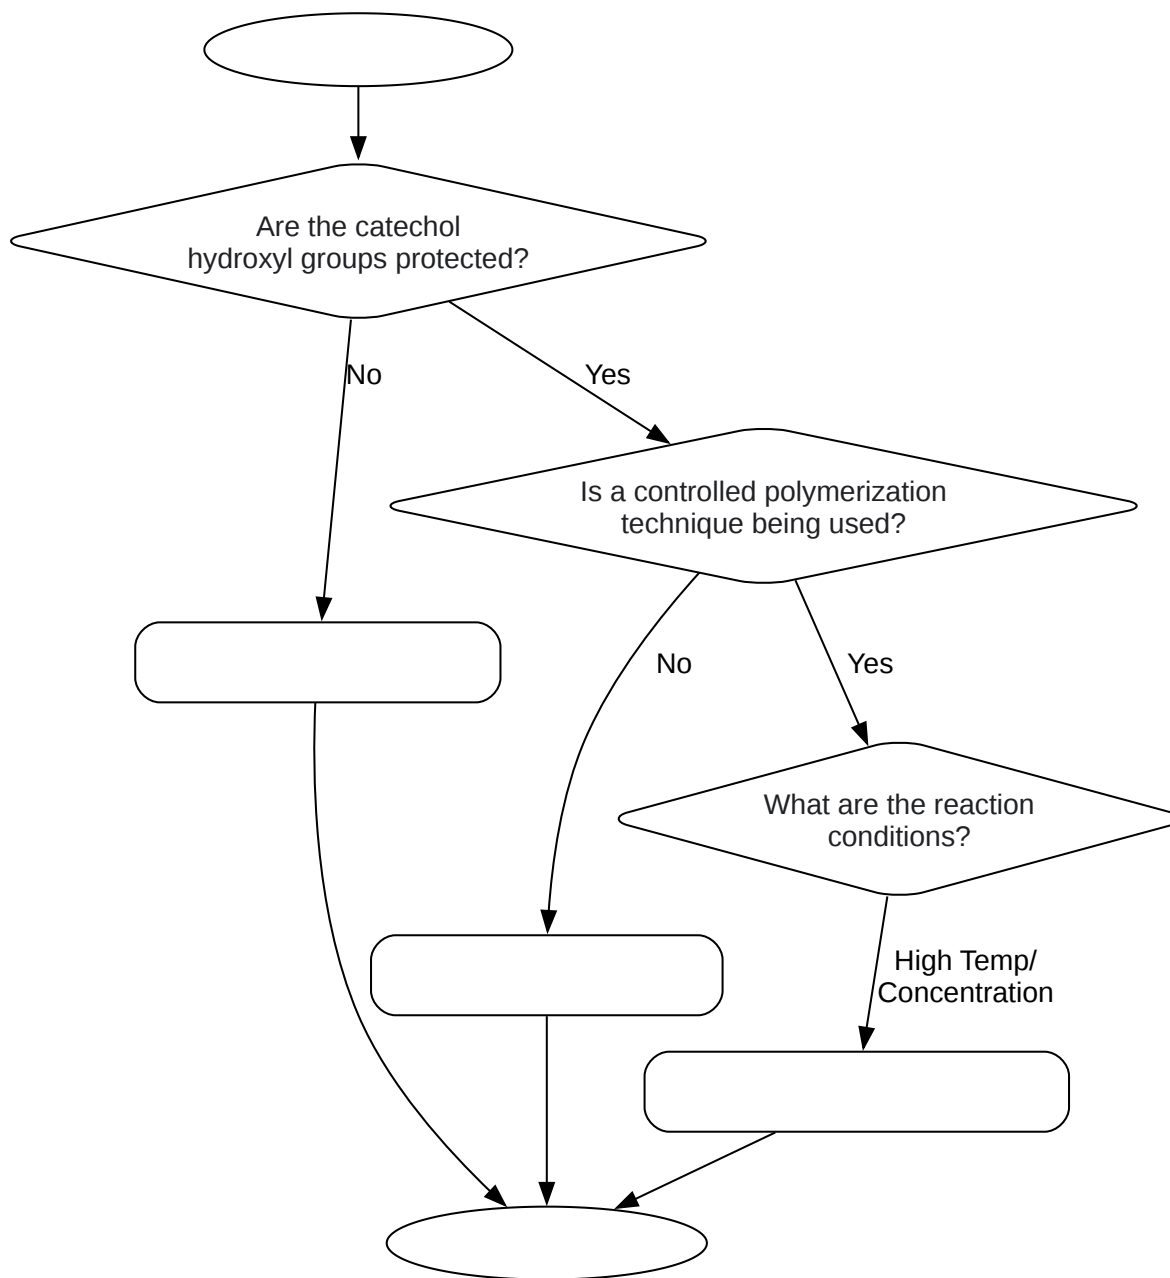 Are the catechol
hydroxyl groups protected?
No
Yes
Is a controlled polymerization
technique being used?
No
Yes
What are the reaction
conditions?
High Temp/
Concentration